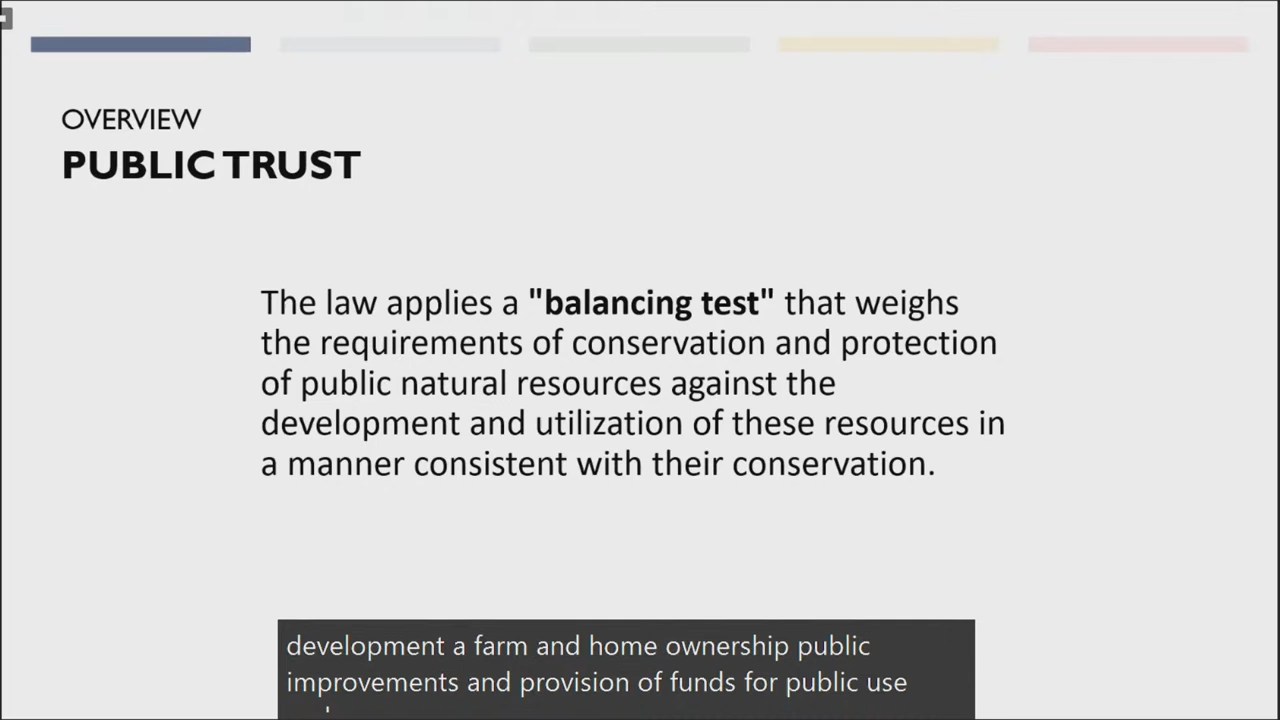 OVERVIEW
PUBLIC TRUST
The law applies a "balancing test" that weighs
the requirements of conservation and protection
of public natural resources against the
development and utilization of these resources in
a manner consistent with their conservation.
development a farm and home ownership public
improvements and provision of funds for public use